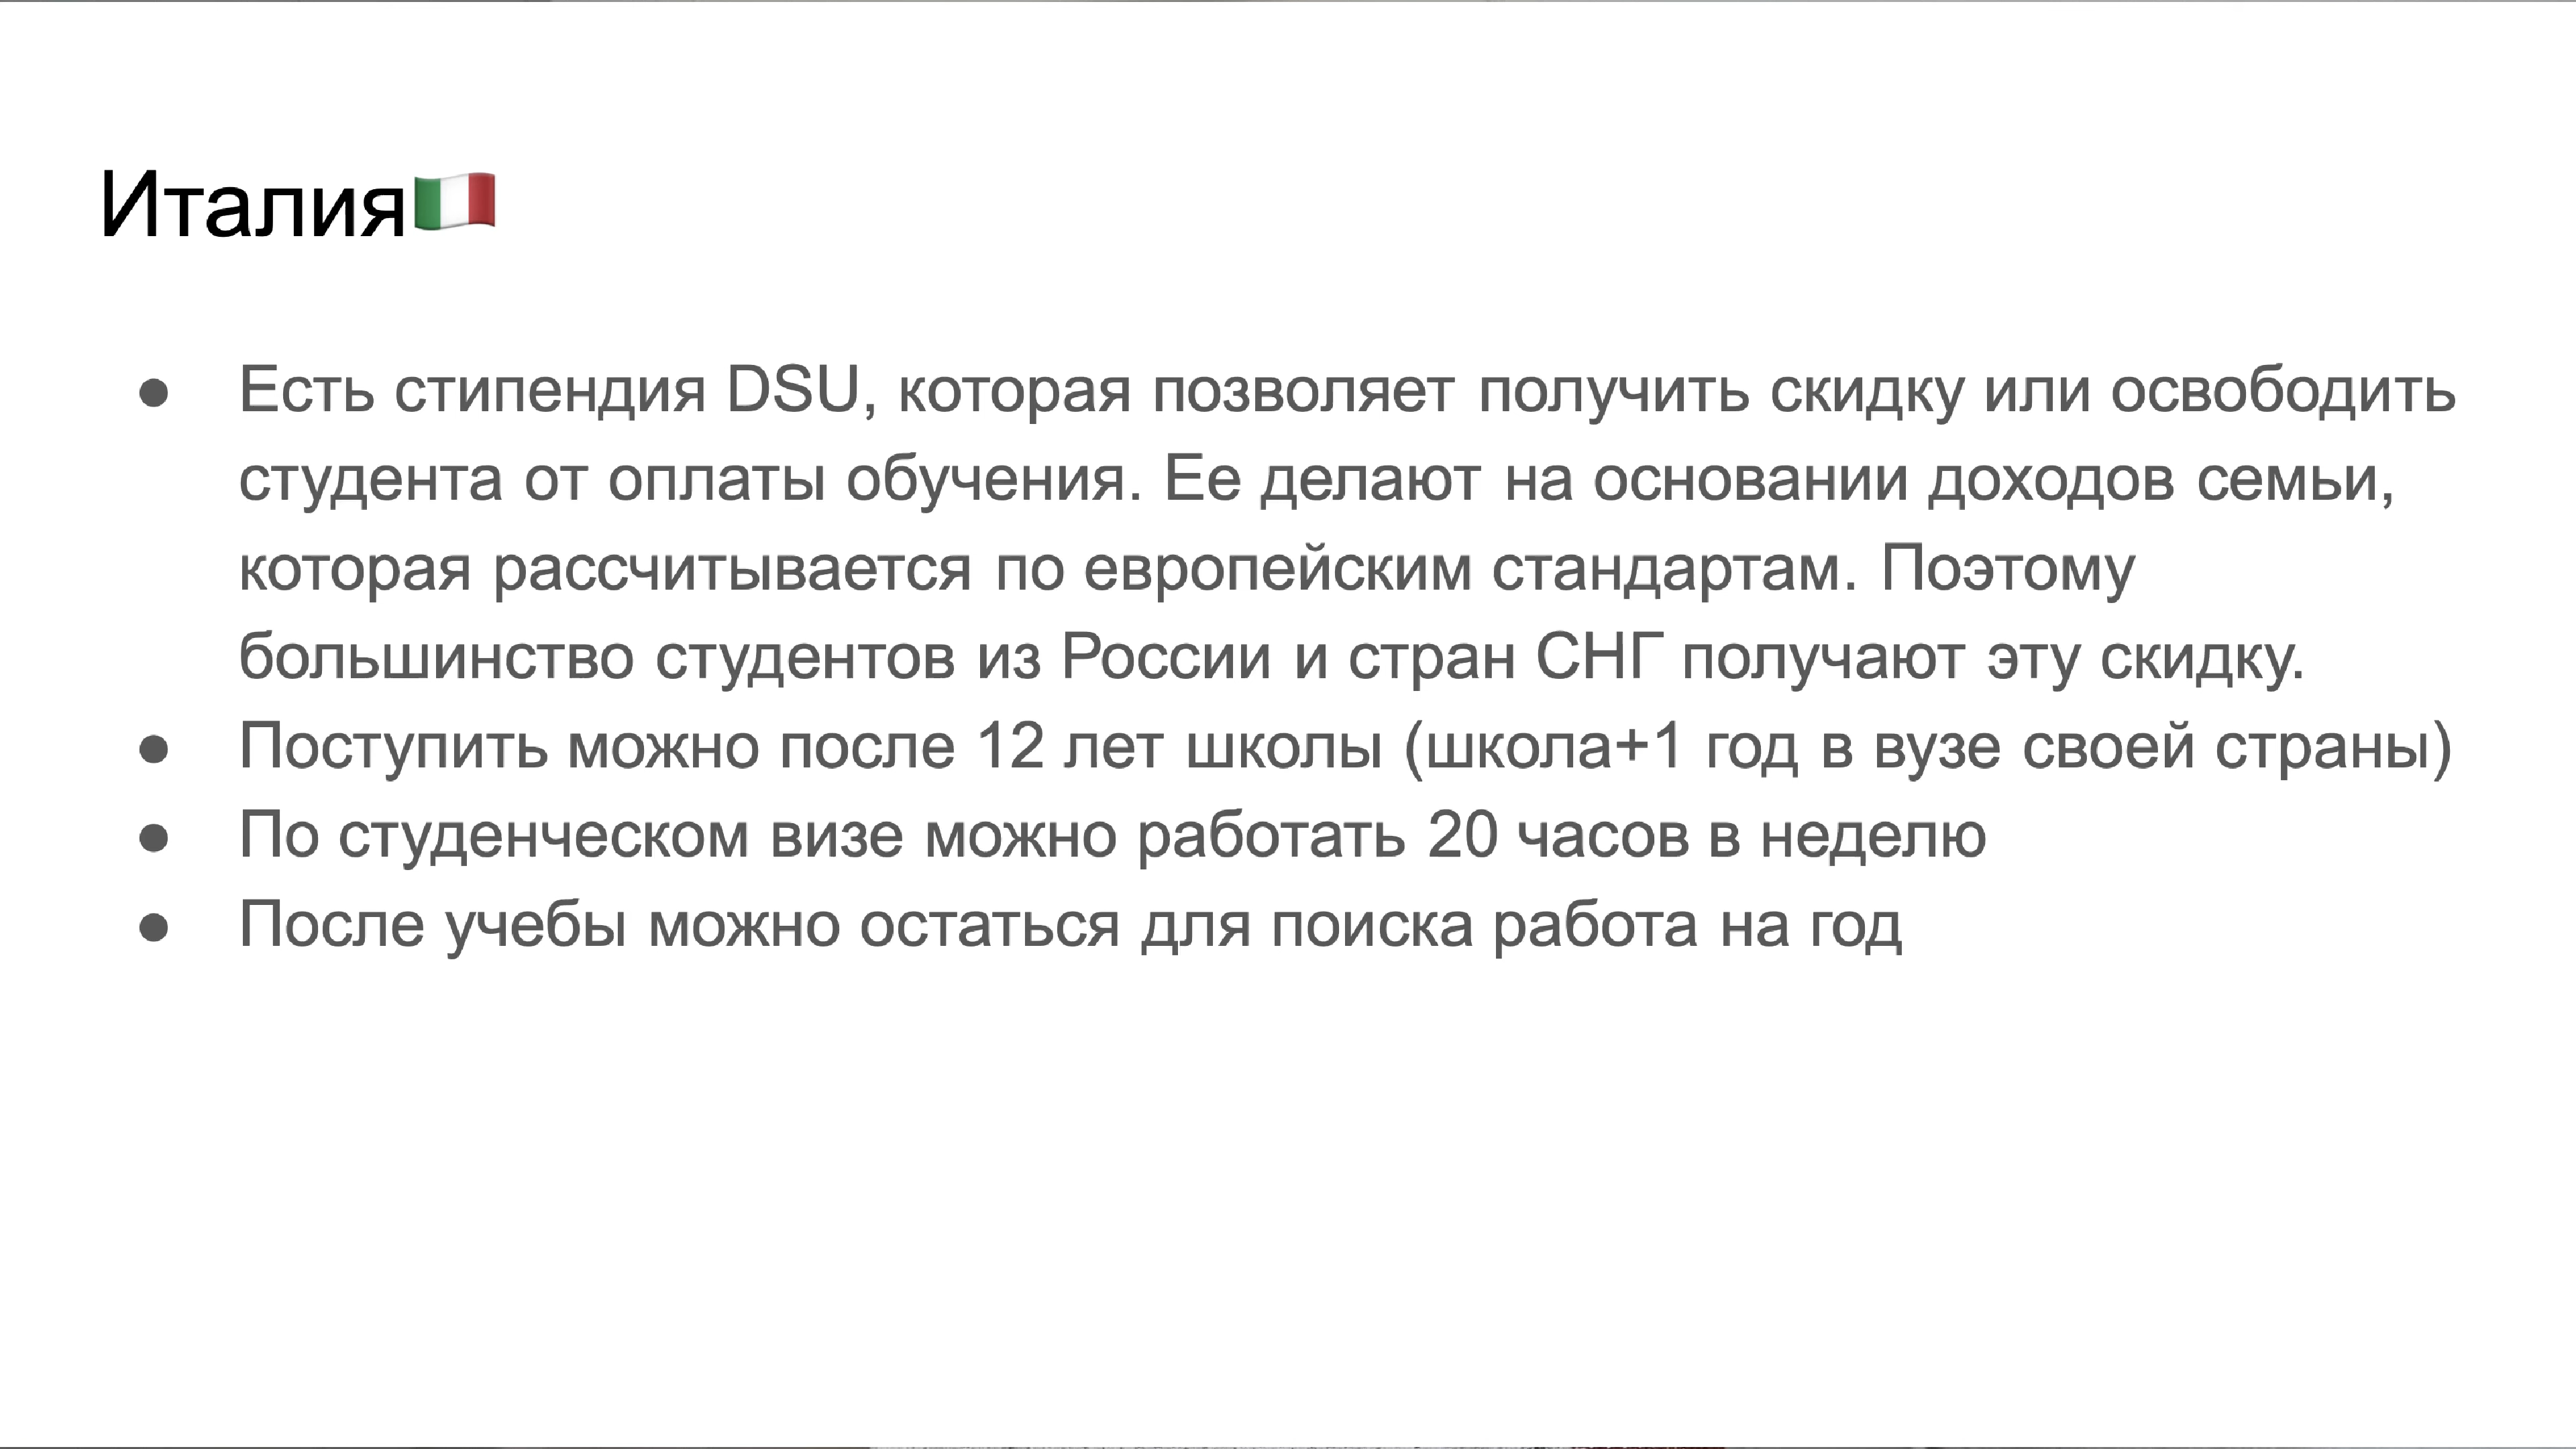 Италия🇮🇹
● Есть стипендия DSU, которая позволяет получить скидку или освободить
студента от оплаты обучения. Ее делают на основании доходов семьи,
которая рассчитывается по европейским стандартам. Поэтому
большинство студентов из России и стран СНГ получают эту скидку.
● Поступить можно после 12 лет школы (школа+1 год в вузе своей страны)
● По студенческом визе можно работать 20 часов в неделю
● После учебы можно остаться для поиска работа на год